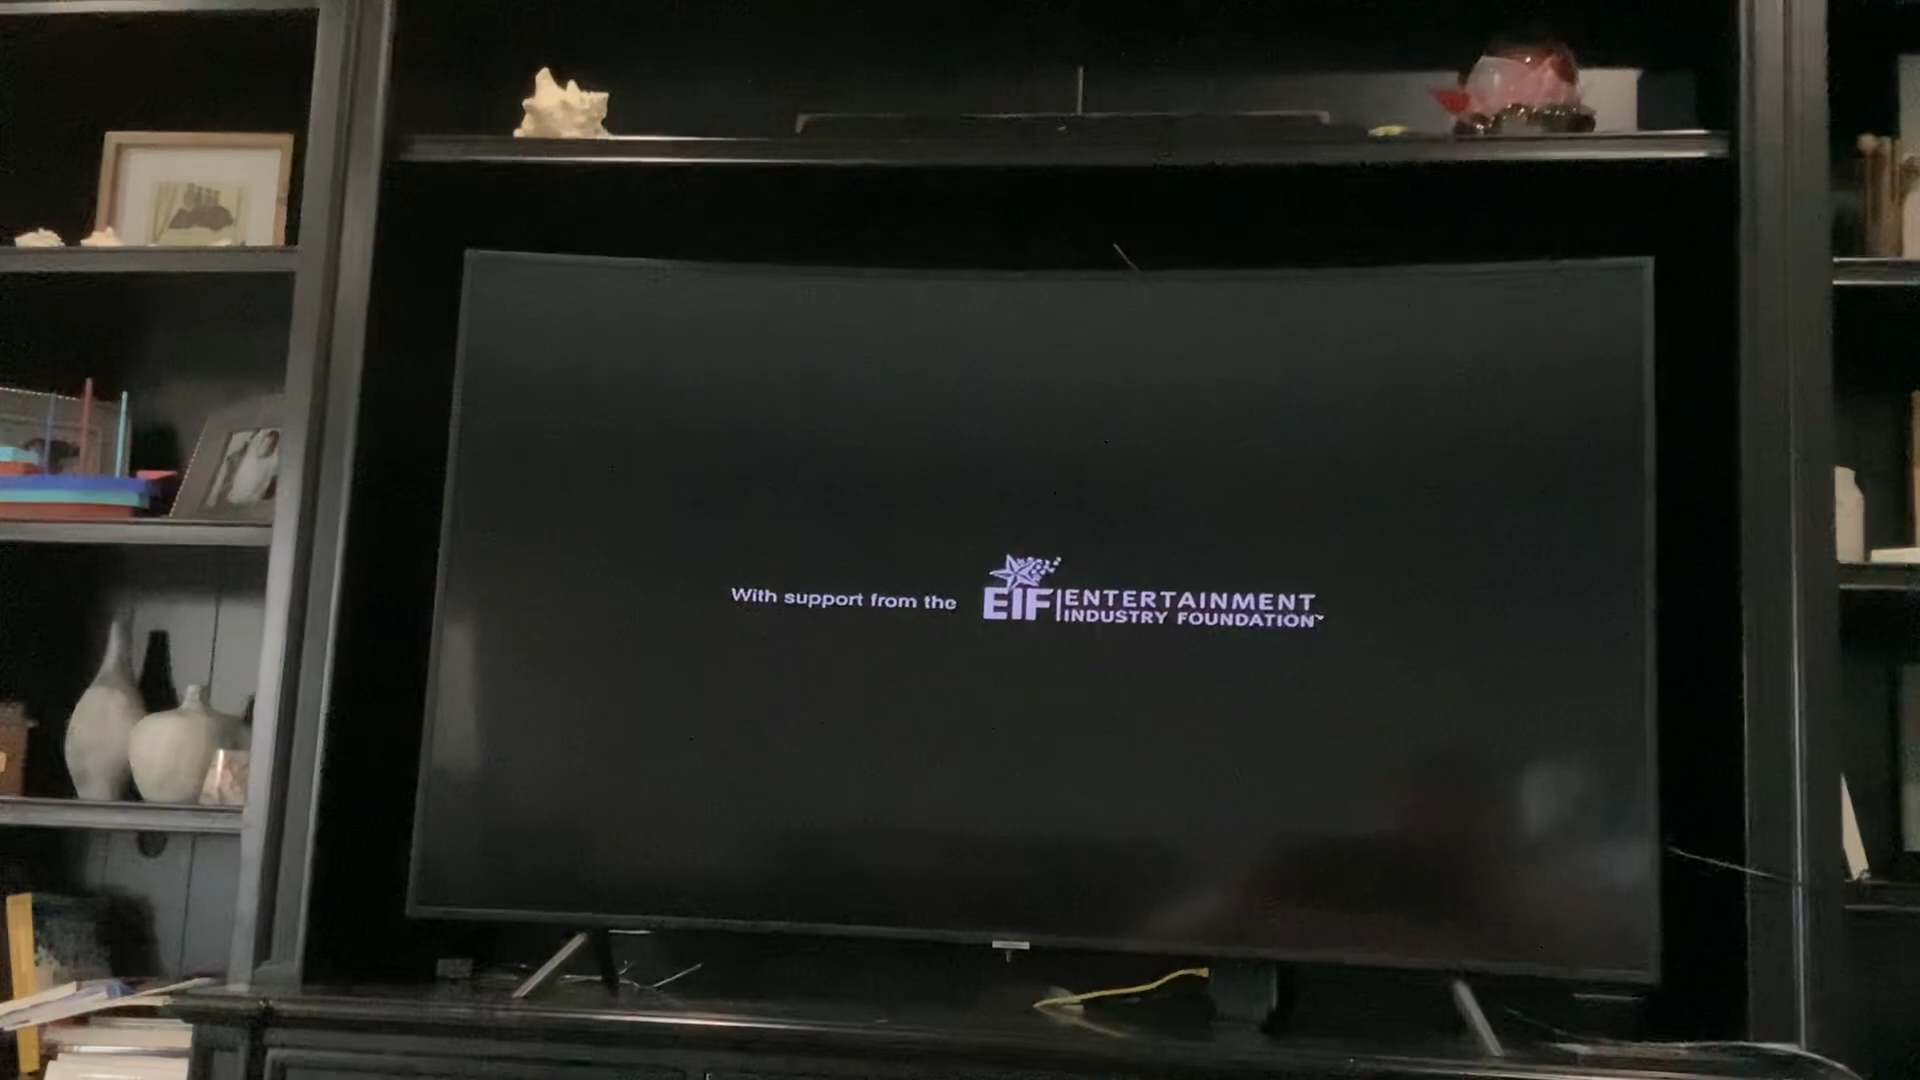 With support from the
EIF
ENTERTAINMENT
INDUSTRY FOUNDATION™